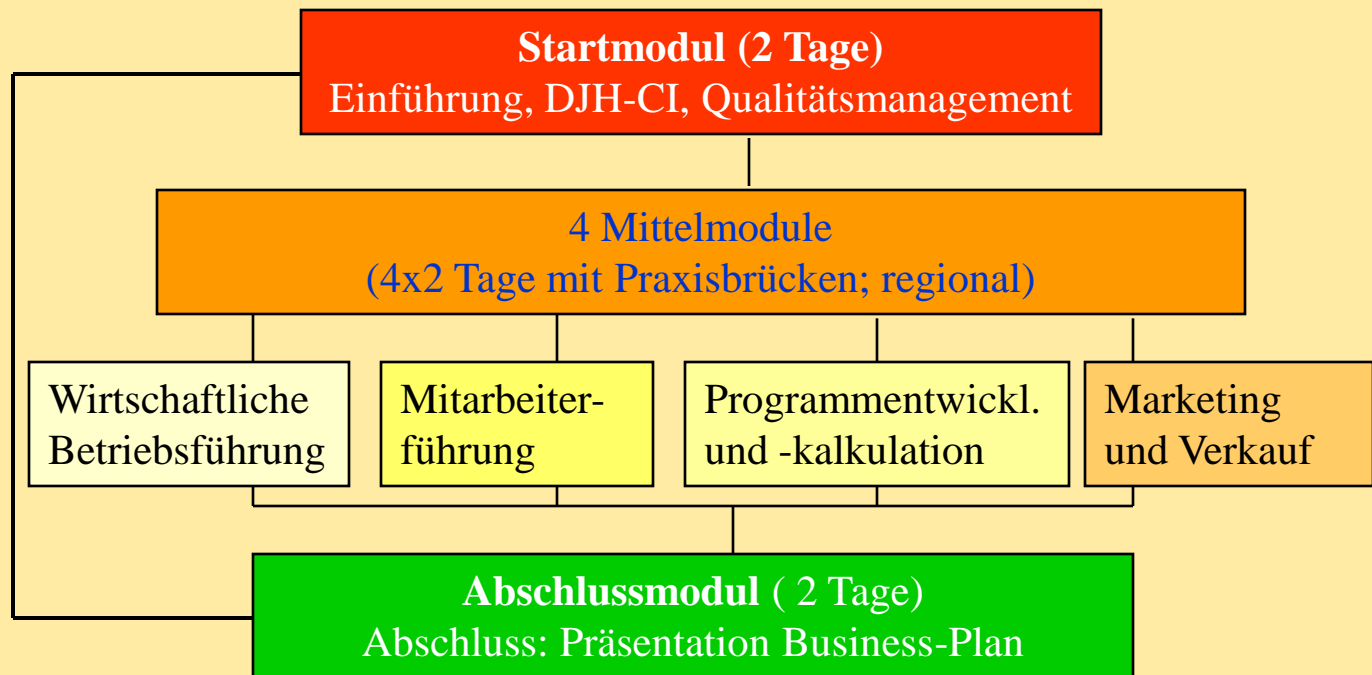 Startmodul (2 Tage)
Einführung, DJH-CI, Qualitätsmanagement
4 Mittelmodule
(4x2 Tage mit Praxisbrücken; regional)
Wirtschaftliche
Betriebsführung
Mitarbeiter-
führung
Programmentwickl.
und -kalkulation
Marketing
und Verkauf
Abschlussmodul ( 2 Tage)
Abschluss: Präsentation Business-Plan